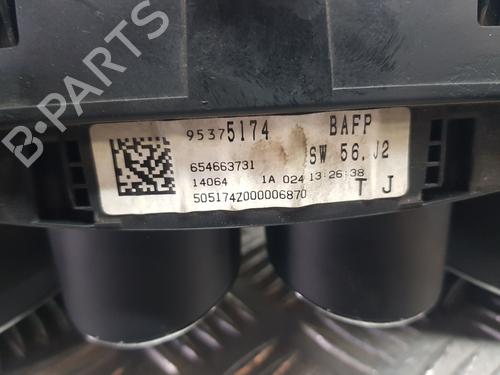 B-PARTS
95375174 BAFP
654663731 SW 56.J2
14064 1A 024 13:26:38
505174Z000006870 T J